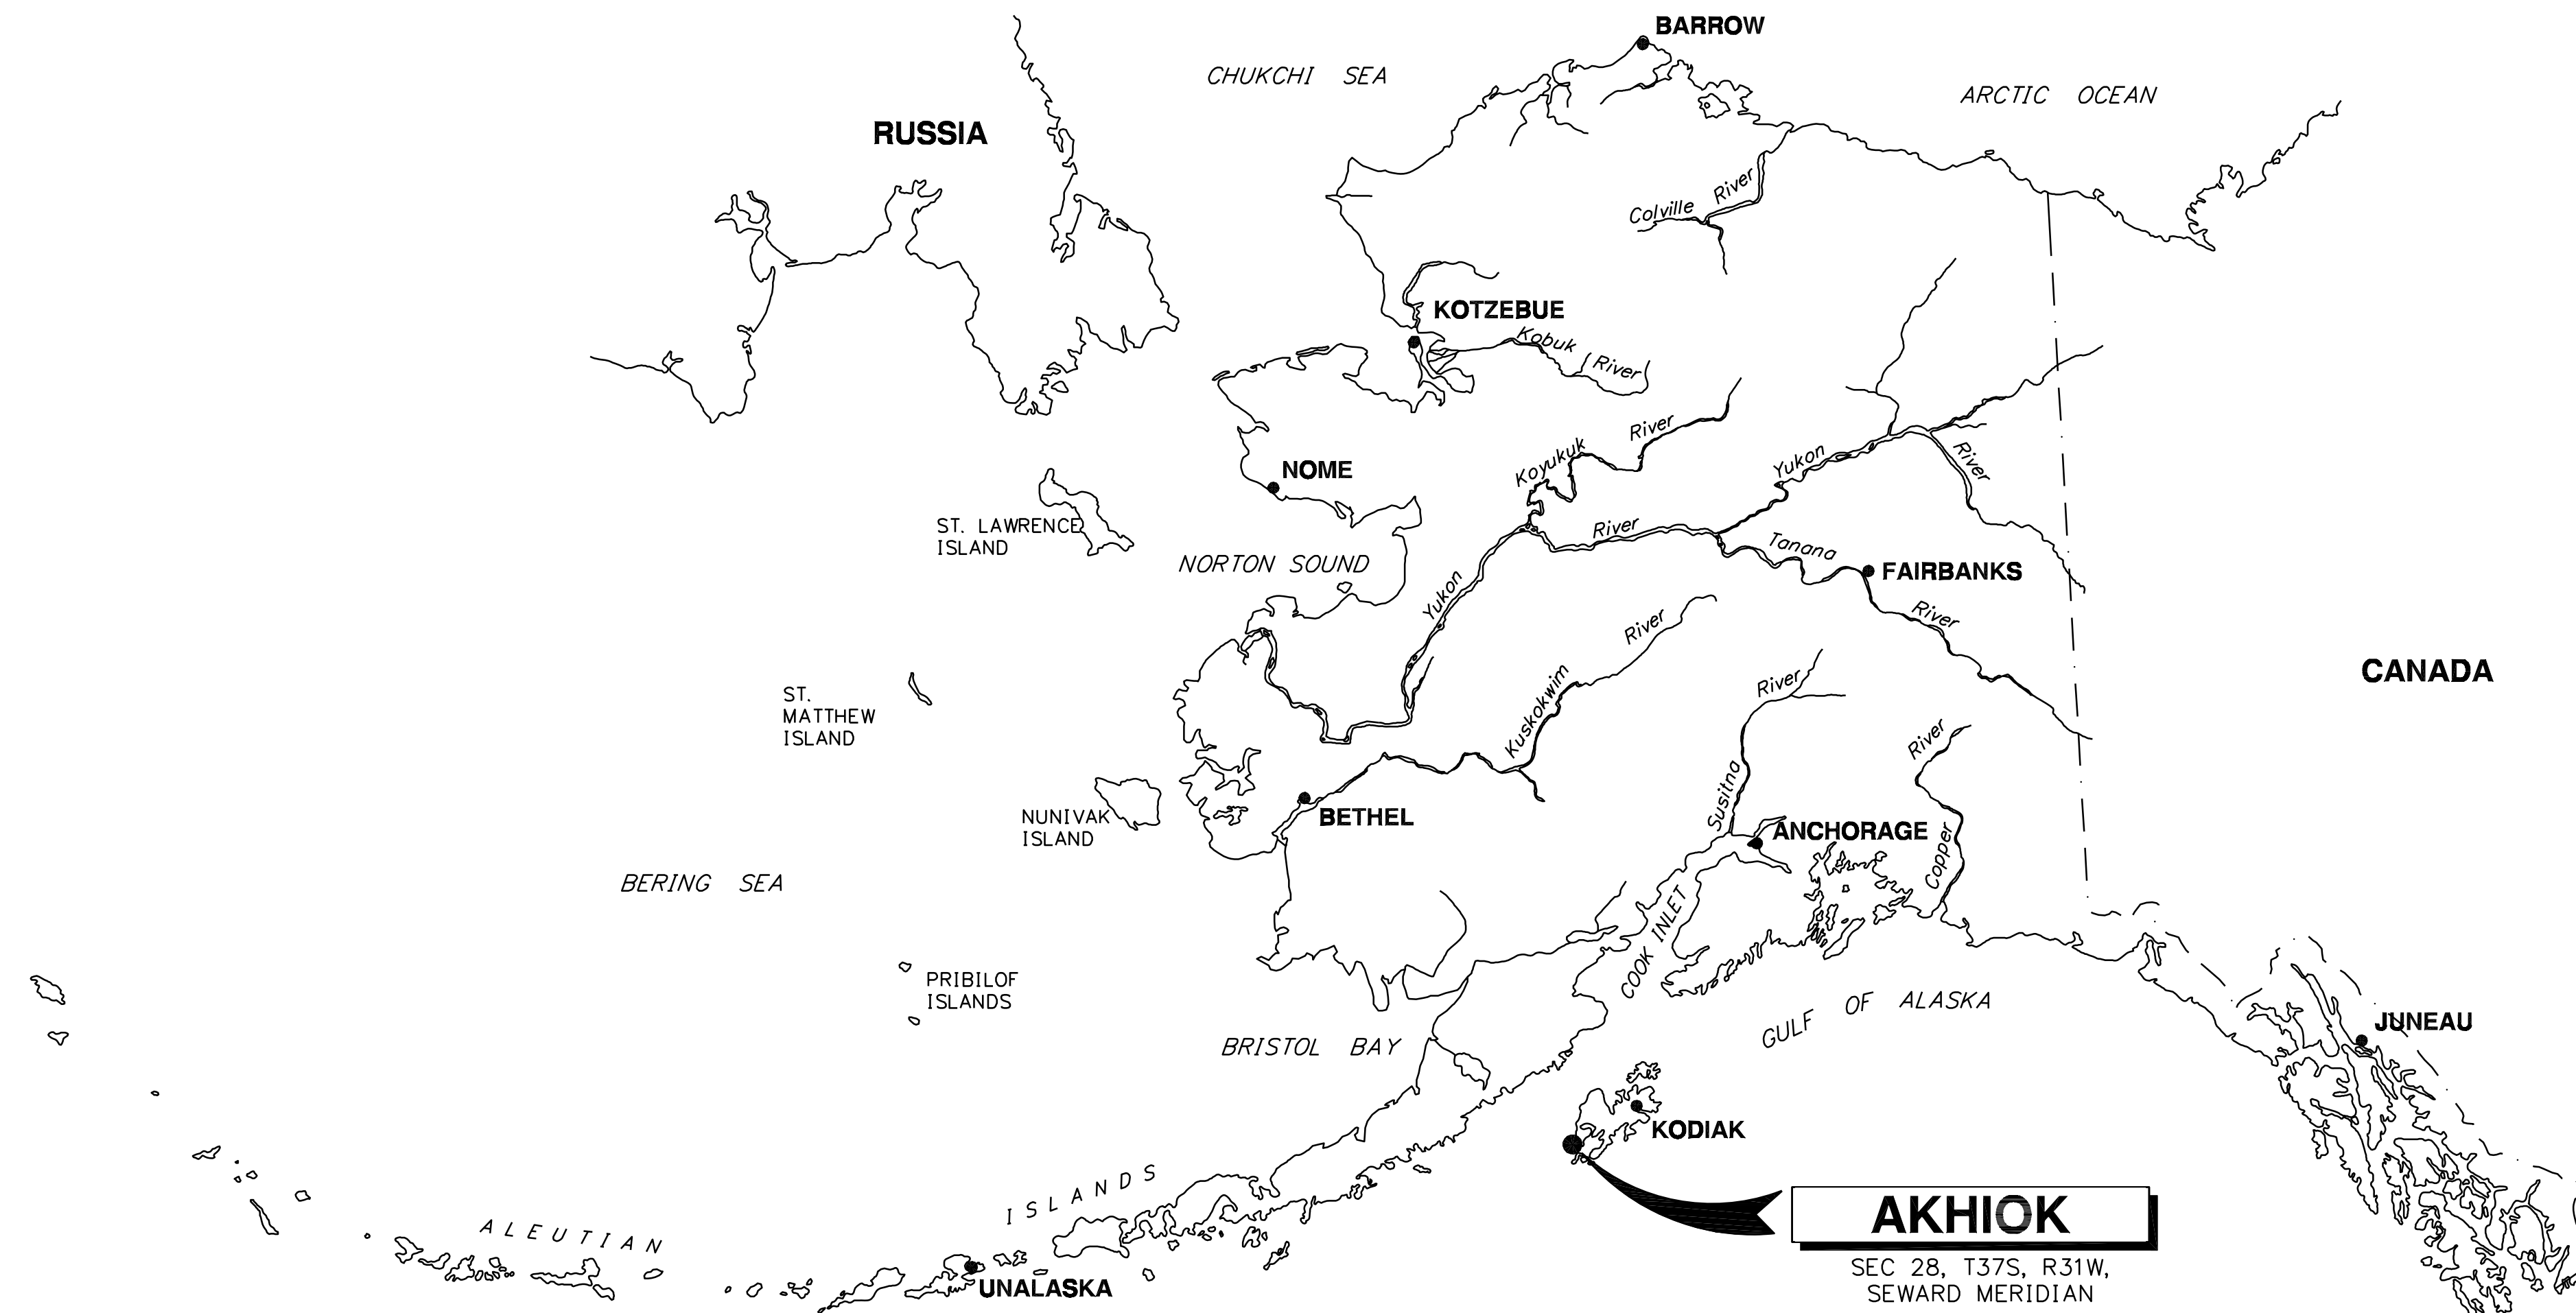 BARROW
CHUKCHI SEA
ARCTIC OCEAN
RUSSIA
Colville River
KOTZEBUE
Kobuk River
NOME
Koyukuk River
Yukon River
ST. LAWRENCE
ISLAND
NORTON SOUND
Yukon River
Tanana River
FAIRBANKS
Kuskokwim River
CANADA
ST.
MATTHEW
ISLAND
Susitna River
Copper River
NUNIVAK
ISLAND
BETHEL
ANCHORAGE
BERING SEA
COOK INLET
PRIBILOF
ISLANDS
GULF OF ALASKA
BRISTOL BAY
JUNEAU
KODIAK
ALEUTIAN ISLANDS
UNALASKA
AKHIOK
SEC 28, T37S, R31W,
SEWARD MERIDIAN